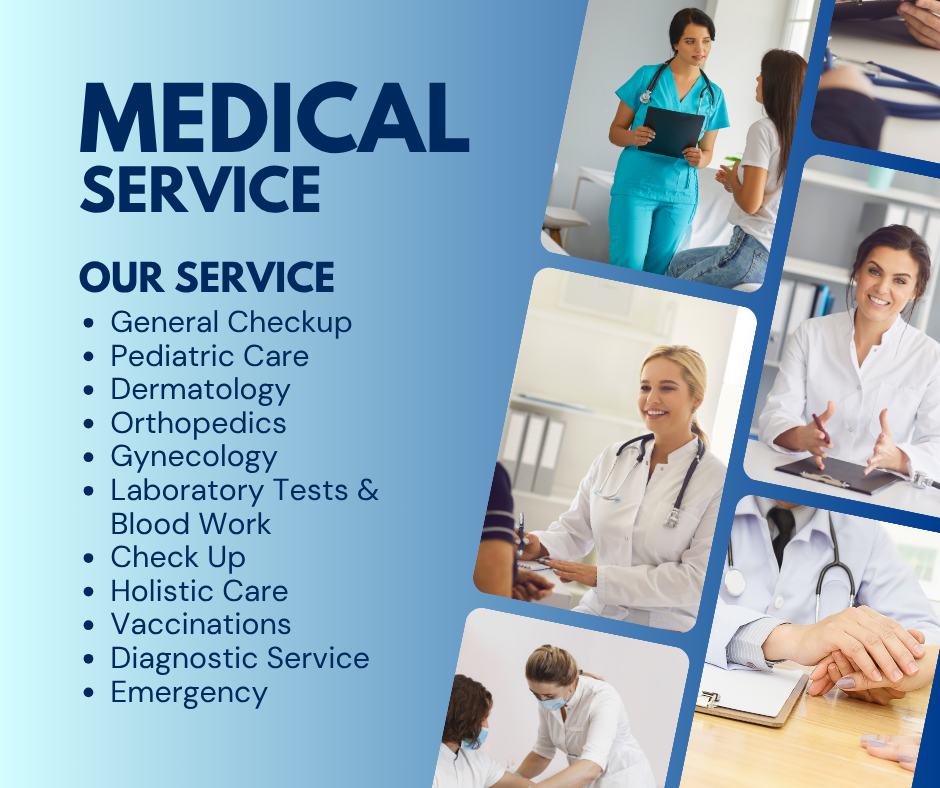 MEDICAL
SERVICE
OUR SERVICE
• General Checkup
• Pediatric Care
• Dermatology
• Orthopedics
• Gynecology
• Laboratory Tests &
Blood Work
• Check Up
• Holistic Care
• Vaccinations
• Diagnostic Service
• Emergency